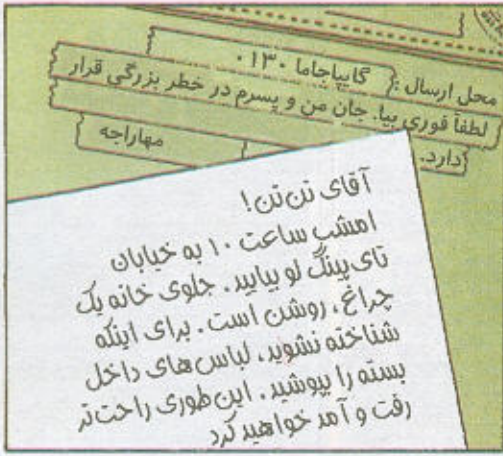 محل ارسال : گایپاجاما ۰۱۳۰
لطفاً فوری بیا. جان من و پسرم در خطر بزرگی قرار
دارد.
مهاراجه
آقای تن‌تن!
امشب ساعت ۱۰ به خیابان
تای‌پینگ لو بیایید. جلوی خانه یک
چراغ، روشن است. برای اینکه
شناخته نشوید، لباس‌های داخل
بسته را بپوشید. این‌طوری راحت‌تر
رفت و آمد خواهید کرد